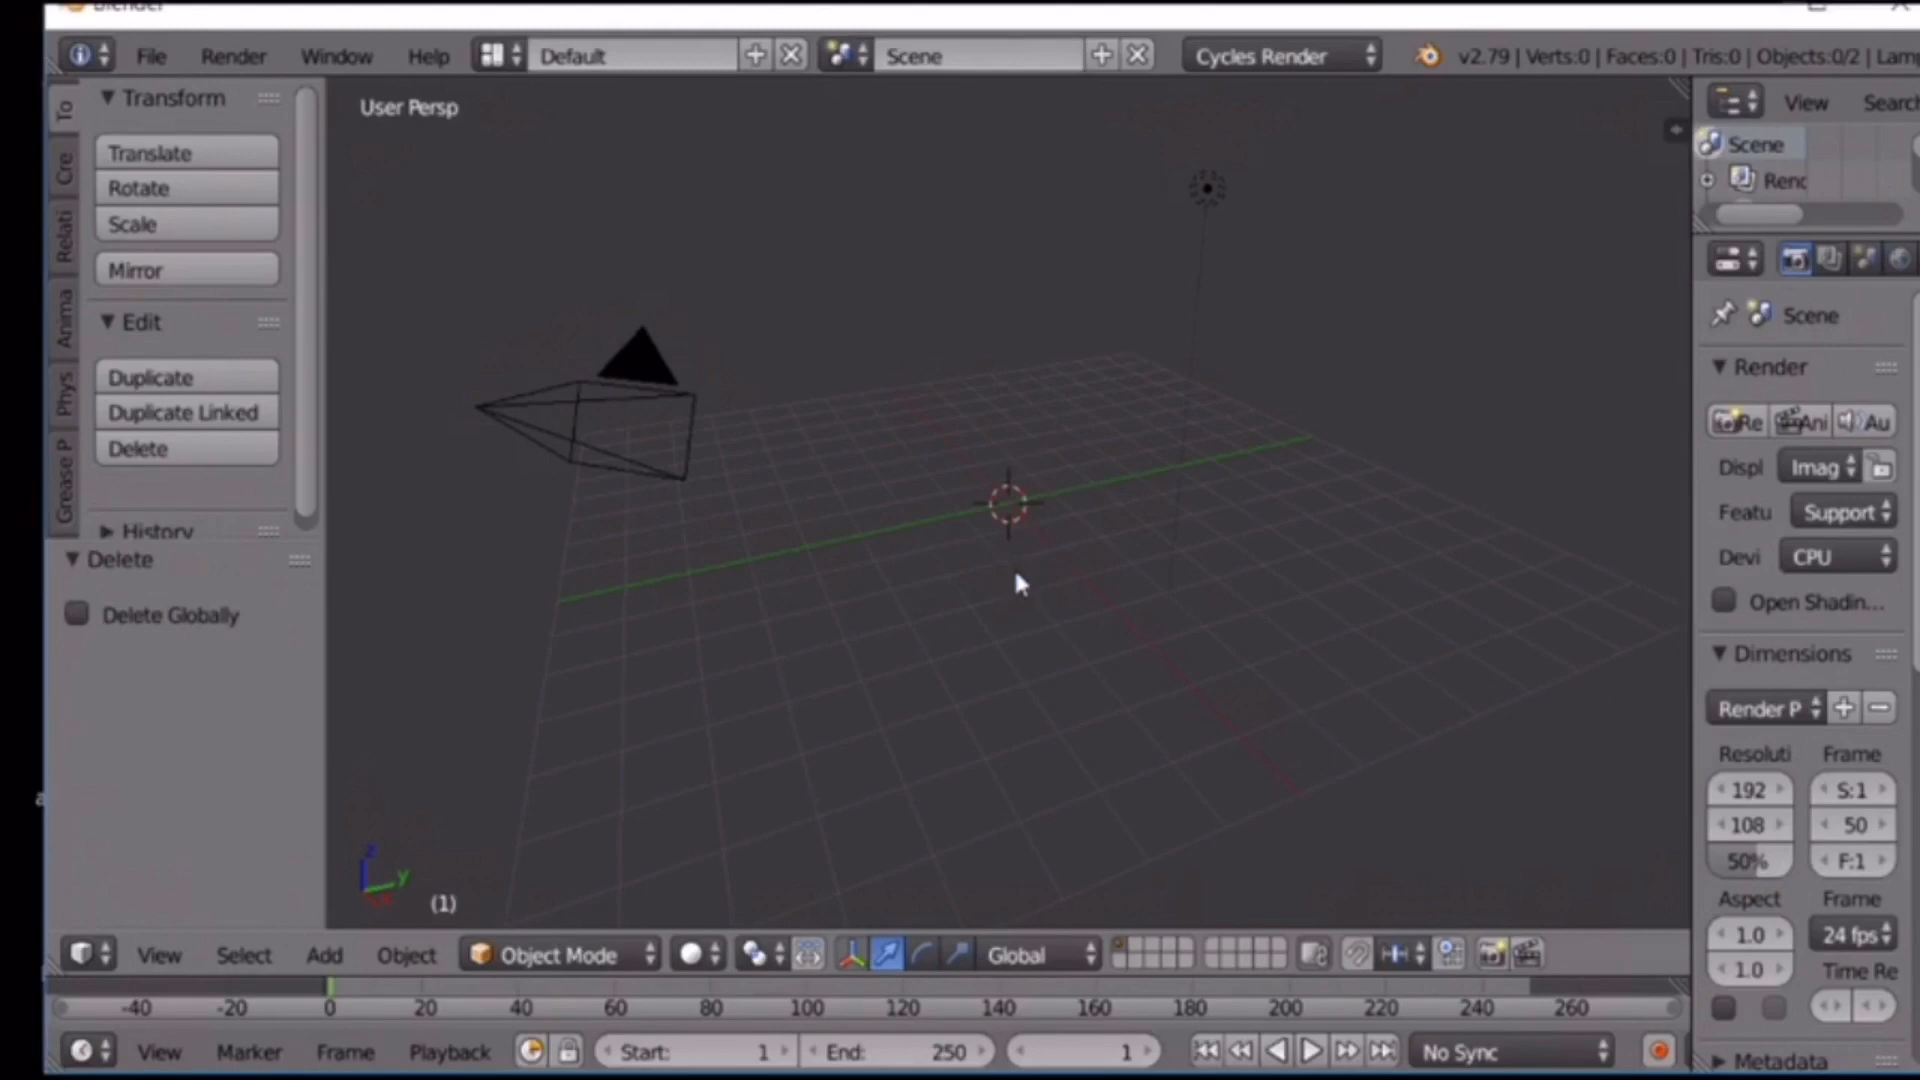 Blender
File Render Window Help Default Scene Cycles Render v2.79 | Verts:0 | Faces:0 | Tris:0 | Objects:0/2 | Lamp
To
Cre
Relati
Anima
Phys
Grease P
Transform
Translate
Rotate
Scale
Mirror
Edit
Duplicate
Duplicate Linked
Delete
History
Delete
Delete Globally
User Persp
z
y
x
(1)
View Search
Scene
Renc
Scene
Render
Re Ani Au
Displ Imag
Featu Support
Devi CPU
Open Shadin...
Dimensions
Render P
Resoluti Frame
192 S:1
108 50
50% F:1
Aspect Frame
1.0 24 fps
1.0 Time Re
Metadata
View Select Add Object Object Mode Global
-40 -20 0 20 40 60 80 100 120 140 160 180 200 220 240 260
View Marker Frame Playback Start: 1 End: 250 1 No Sync